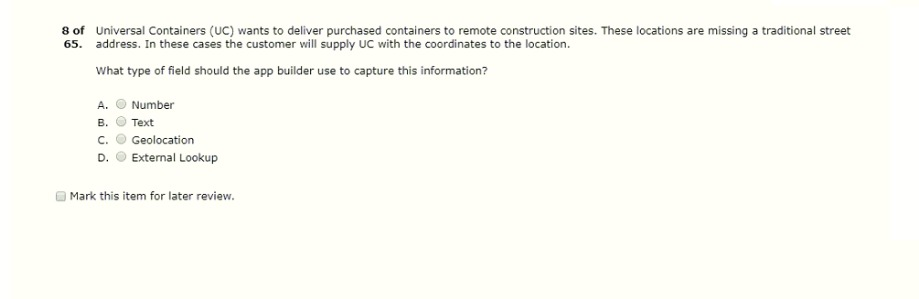 8 of Universal Containers (UC) wants to deliver purchased containers to remote construction sites. These locations are missing a traditional street
65. address. In these cases the customer will supply UC with the coordinates to the location.
What type of field should the app builder use to capture this information?
A. Number
B. Text
C. Geolocation
D. External Lookup
Mark this item for later review.